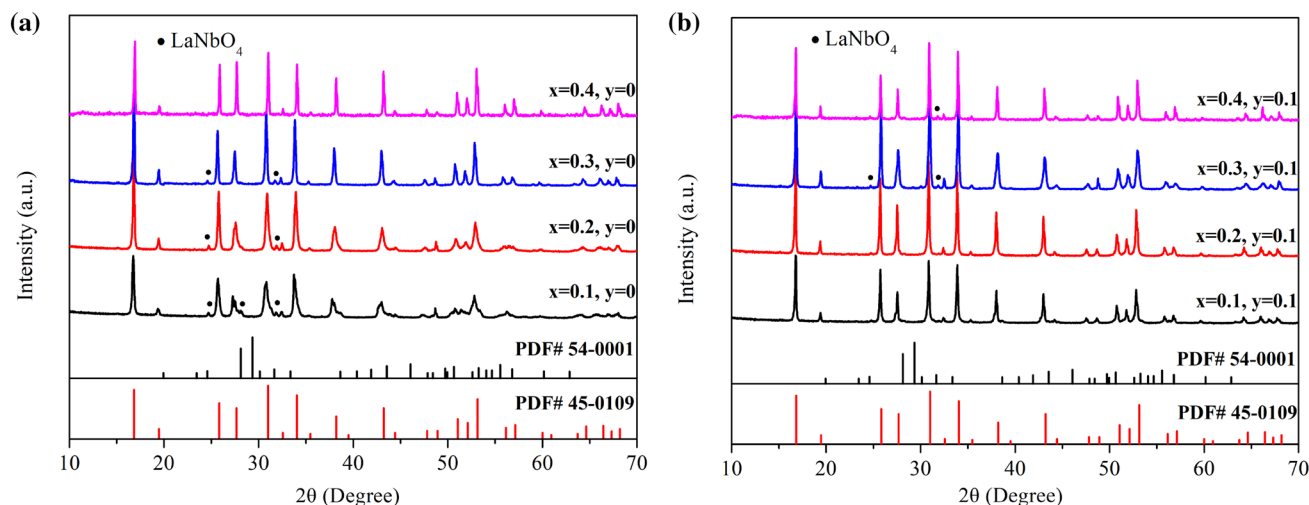 (a)
• LaNbO₄
x=0.4, y=0
x=0.3, y=0
x=0.2, y=0
x=0.1, y=0
PDF# 54-0001
PDF# 45-0109
Intensity (a.u.)
10 20 30 40 50 60 70
2θ (Degree)
(b)
• LaNbO₄
x=0.4, y=0.1
x=0.3, y=0.1
x=0.2, y=0.1
x=0.1, y=0.1
PDF# 54-0001
PDF# 45-0109
Intensity (a.u.)
10 20 30 40 50 60 70
2θ (Degree)